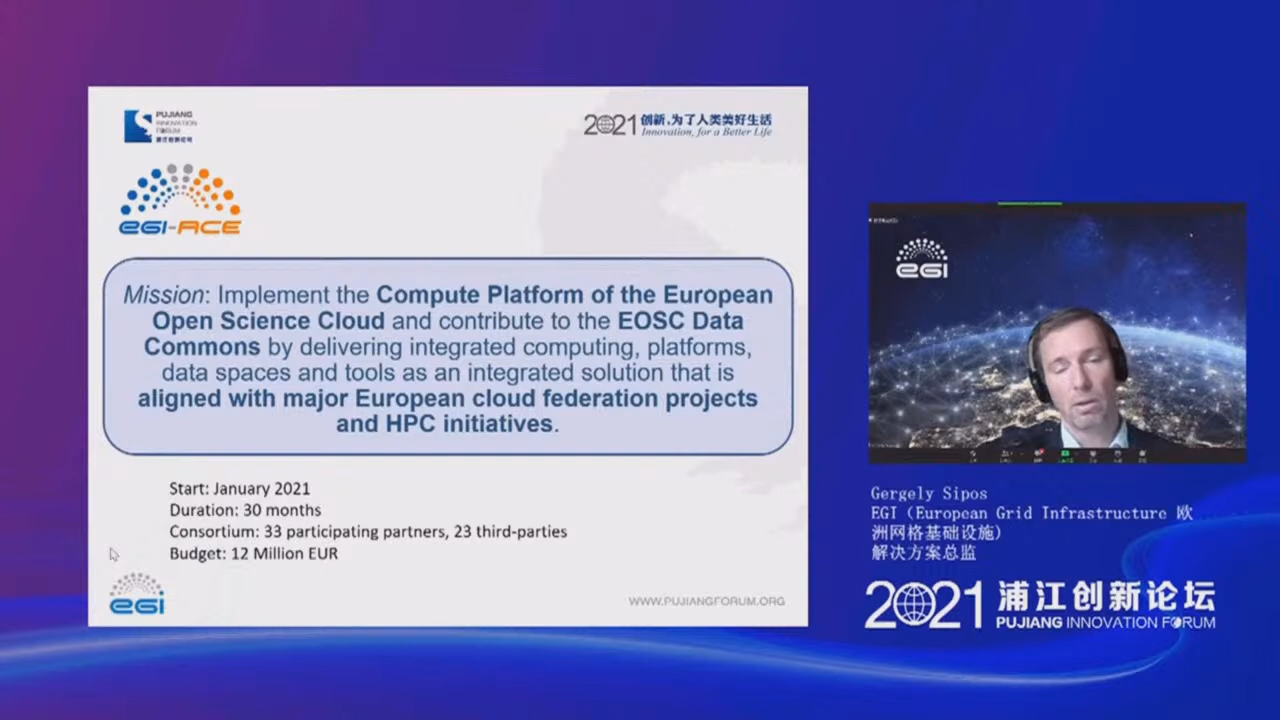 PUJIANG
INNOVATION
FORUM
浦江创新论坛
2021 创新,为了人类美好生活
Innovation, for a Better Life
eGI-ACE
Mission: Implement the Compute Platform of the European
Open Science Cloud and contribute to the EOSC Data
Commons by delivering integrated computing, platforms,
data spaces and tools as an integrated solution that is
aligned with major European cloud federation projects
and HPC initiatives.
Start: January 2021
Duration: 30 months
Consortium: 33 participating partners, 23 third-parties
Budget: 12 Million EUR
eGI
WWW.PUJIANGFORUM.ORG
eGI
Gergely Sipos
EGI (European Grid Infrastructure 欧
洲网格基础设施)
解决方案总监
2021 浦江创新论坛
PUJIANG INNOVATION FORUM